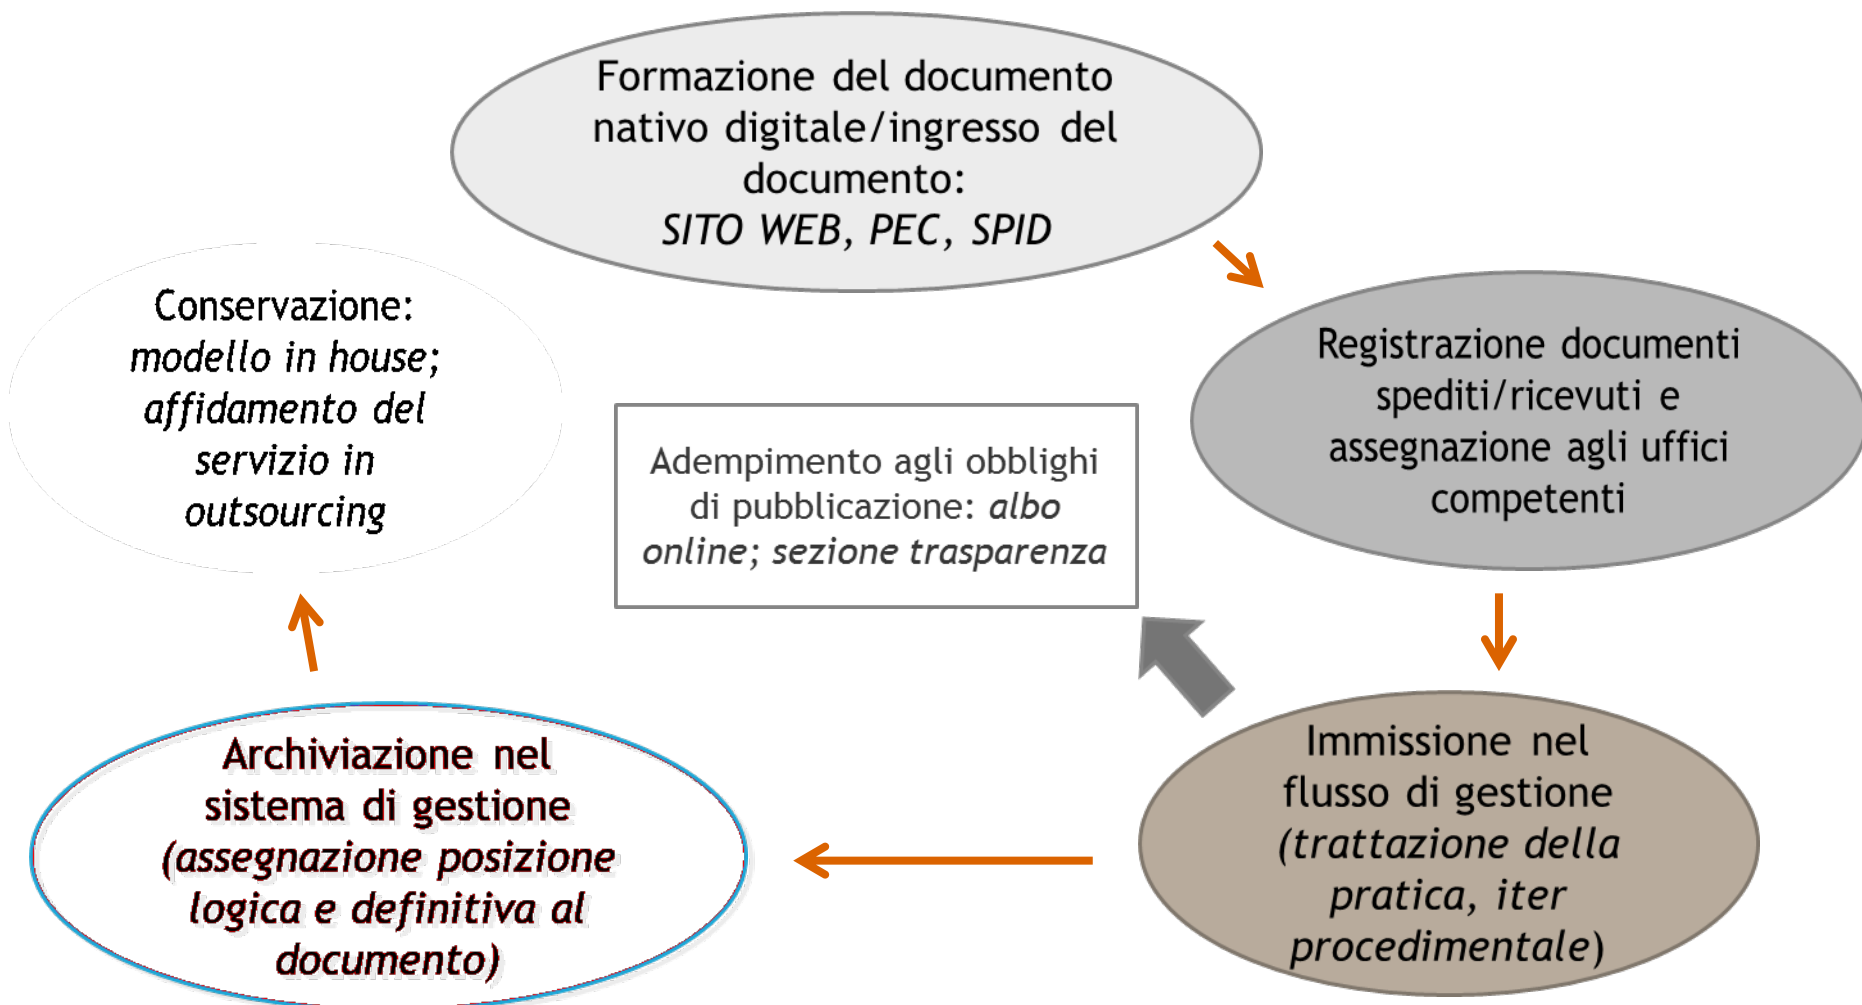 Formazione del documento
nativo digitale/ingresso del
documento:
SITO WEB, PEC, SPID
Registrazione documenti
spediti/ricevuti e
assegnazione agli uffici
competenti
Immissione nel
flusso di gestione
(trattazione della
pratica, iter
procedimentale)
Adempimento agli obblighi
di pubblicazione: albo
online; sezione trasparenza
Archiviazione nel
sistema di gestione
(assegnazione posizione
logica e definitiva al
documento)
Conservazione:
modello in house;
affidamento del
servizio in
outsourcing